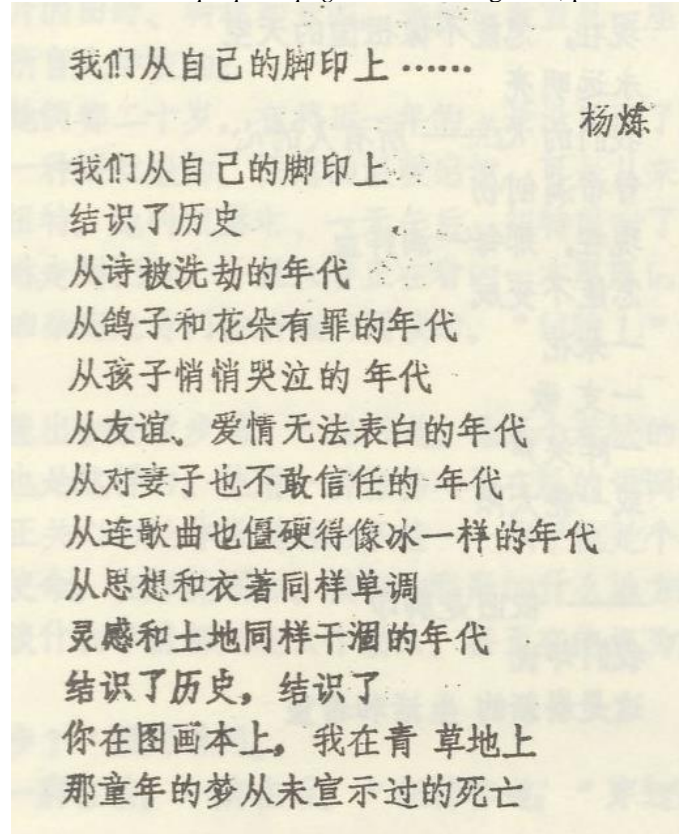 我们从自己的脚印上……
杨炼
我们从自己的脚印上
结识了历史
从诗被洗劫的年代
从鸽子和花朵有罪的年代
从孩子悄悄哭泣的年代
从友谊、爱情无法表白的年代
从对妻子也不敢信任的年代
从连歌曲也僵硬得像冰一样的年代
从思想和衣著同样单调
灵感和土地同样干涸的年代
结识了历史，结识了
你在图画本上，我在青草地上
那童年的梦从未宣示过的死亡